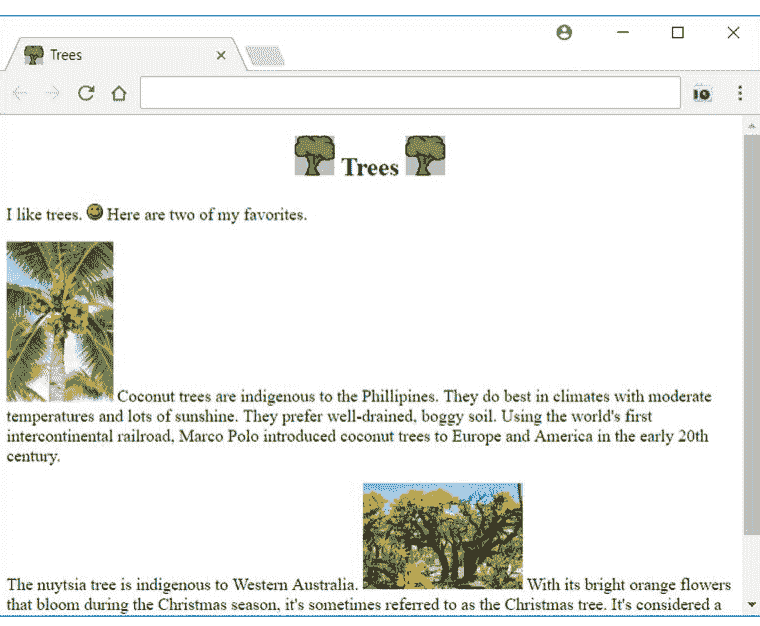 Trees
Trees
I like trees. Here are two of my favorites.
Coconut trees are indigenous to the Phillipines. They do best in climates with moderate
temperatures and lots of sunshine. They prefer well-drained, boggy soil. Using the world's first
intercontinental railroad, Marco Polo introduced coconut trees to Europe and America in the early 20th
century.
The nuytsia tree is indigenous to Western Australia. With its bright orange flowers
that bloom during the Christmas season, it's sometimes referred to as the Christmas tree. It's considered a